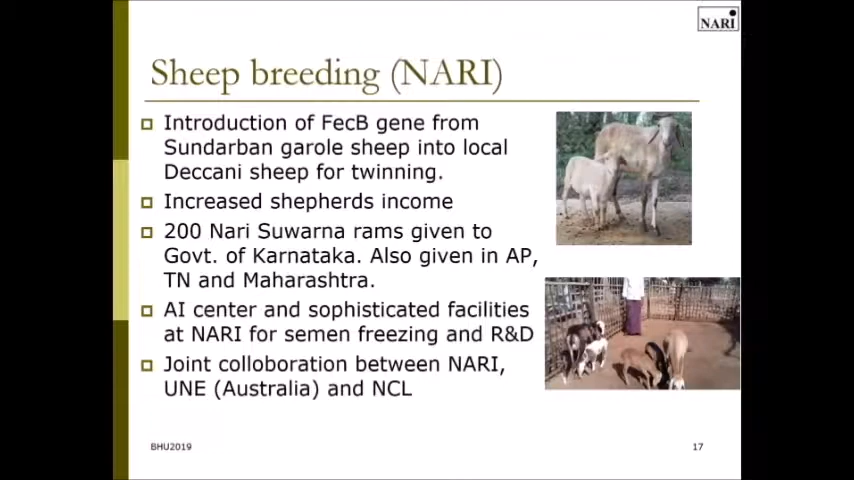 NARI
Sheep breeding (NARI)
Introduction of FecB gene from
Sundarban garole sheep into local
Deccani sheep for twinning.
Increased shepherds income
200 Nari Suwarna rams given to
Govt. of Karnataka. Also given in AP,
TN and Maharashtra.
AI center and sophisticated facilities
at NARI for semen freezing and R&D
Joint colloboration between NARI,
UNE (Australia) and NCL
BHU2019
17